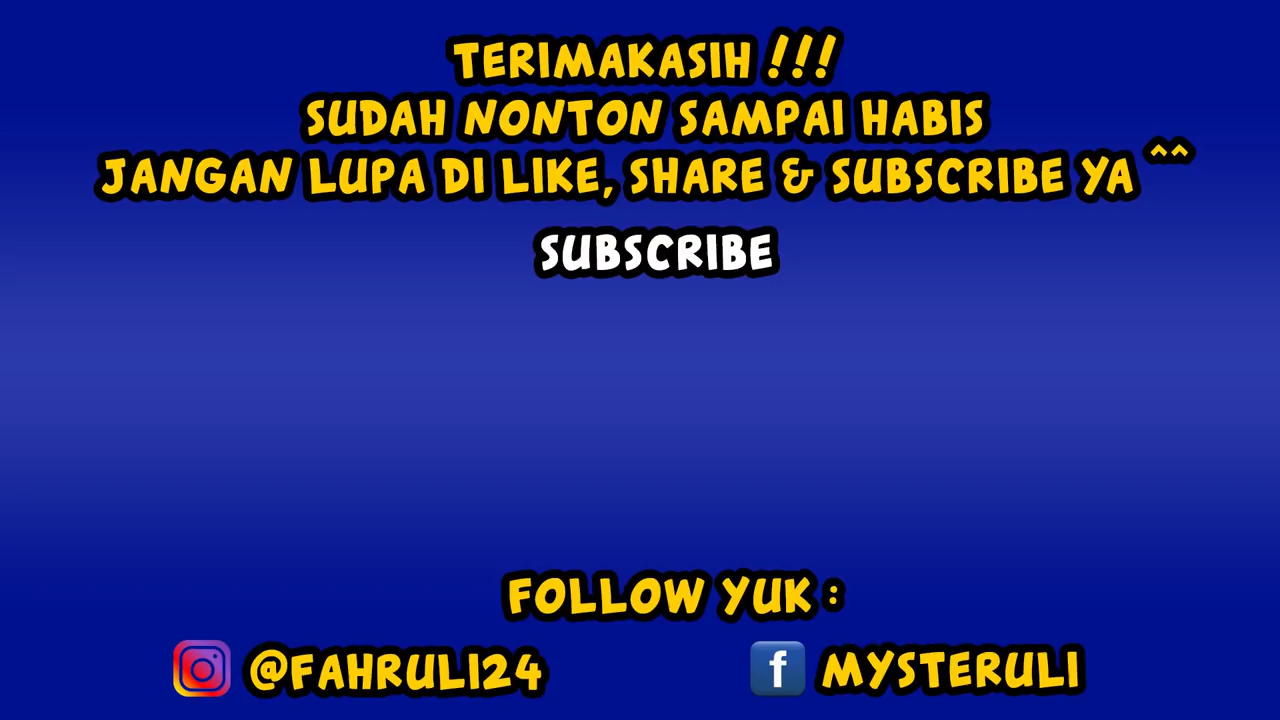 TERIMAKASIH !!!
SUDAH NONTON SAMPAI HABIS
JANGAN LUPA DI LIKE, SHARE & SUBSCRIBE YA ^^
SUBSCRIBE
FOLLOW YUK :
@FAHRULI24
f MYSTERULI